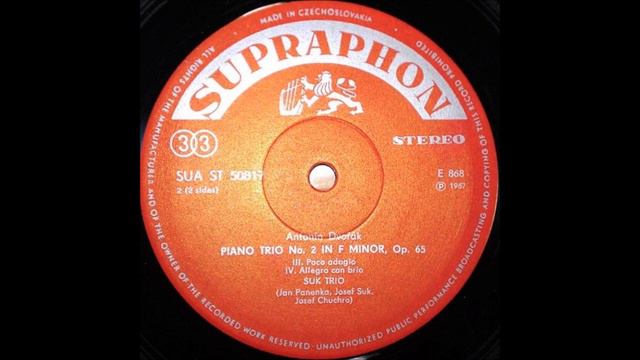 MADE IN CZECHOSLOVAKIA
ALL RIGHTS OF THE MANUFACTURER AND OF THE OWNER OF THE RECORDED WORK RESERVED - UNAUTHORIZED PUBLIC PERFORMANCE BROADCASTING AND COPYING OF THIS RECORD PROHIBITED
SUPRAPHON
33
STEREO
SUA ST 50819
E 868
2 (2 sides)
Ⓟ 1967
Antonín Dvořák
PIANO TRIO No. 2 IN F MINOR, Op. 65
III. Poco adagio
IV. Allegro con brio
SUK TRIO
(Jan Panenka, Josef Suk,
Josef Chuchro)